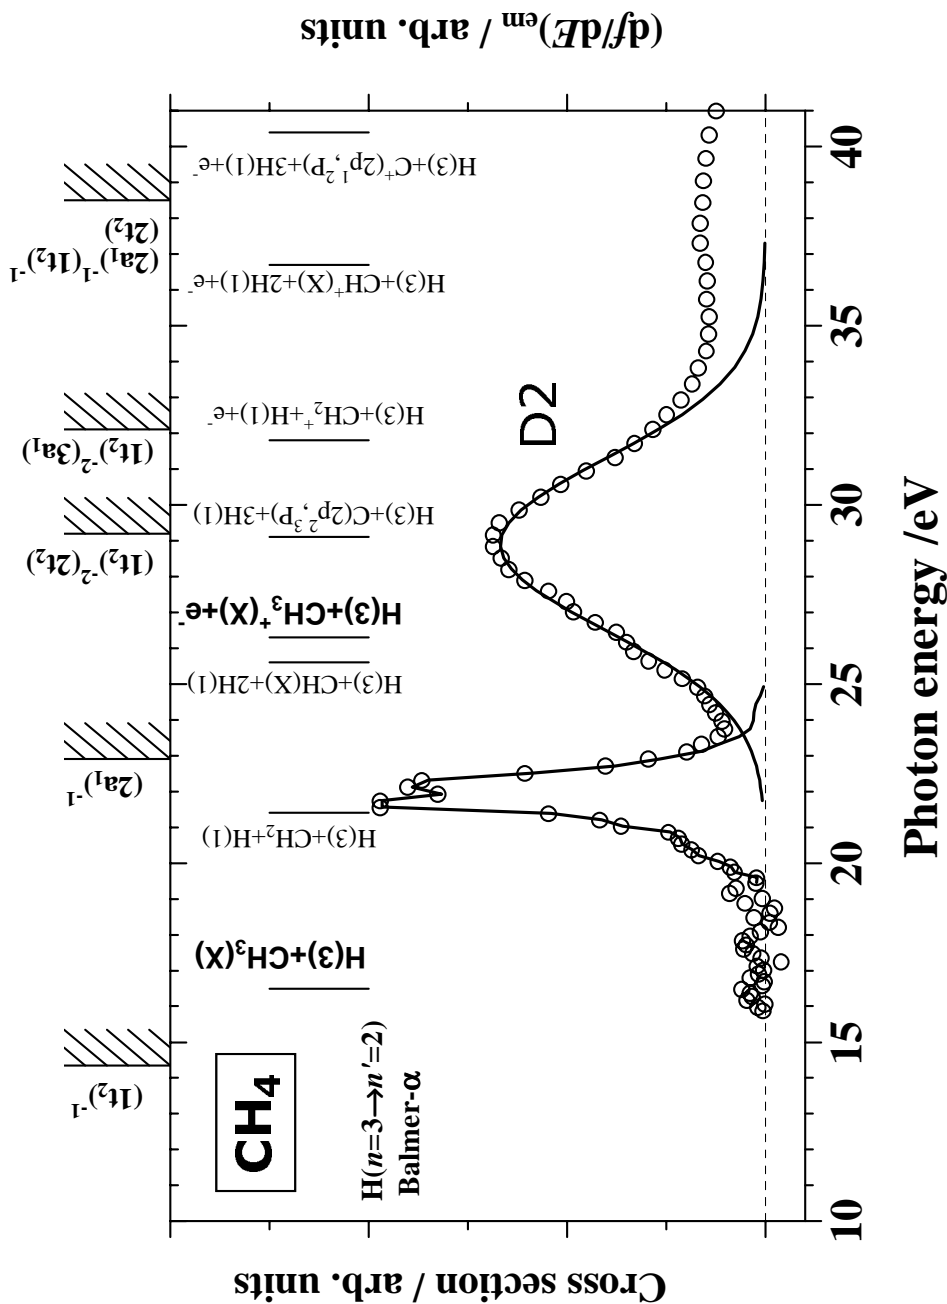 (df/dE)em / arb. units
Cross section / arb. units
Photon energy /eV
10
15
20
25
30
35
40
(1t₂)⁻¹
(2a₁)⁻¹
(1t₂)⁻²(2t₂)
(1t₂)⁻²(3a₁)
(2a₁)⁻¹(1t₂)⁻¹
(2t₂)
CH₄
H(n=3→n'=2)
Balmer-α
H(3)+CH₃(X)
H(3)+CH₂+H(1)
H(3)+CH(X)+2H(1)
H(3)+CH₃⁺(X)+e⁻
H(3)+C(2p²,³P)+3H(1)
H(3)+CH₂⁺+H(1)+e⁻
H(3)+CH⁺(X)+2H(1)+e⁻
H(3)+C⁺(2p¹,²P)+3H(1)+e⁻
D2